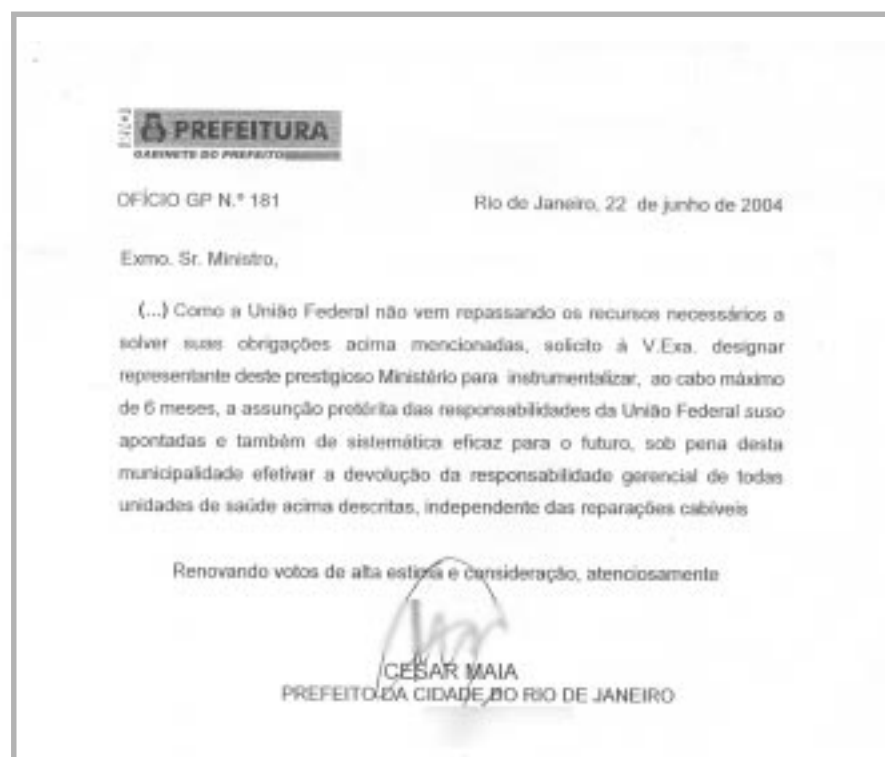 PREFEITURA
GABINETE DO PREFEITO
OFÍCIO GP N.º 181
Rio de Janeiro, 22 de junho de 2004
Exmo. Sr. Ministro,
(...) Como a União Federal não vem repassando os recursos necessários a
solver suas obrigações acima mencionadas, solicito à V.Exa. designar
representante deste prestigioso Ministério para instrumentalizar, ao cabo máximo
de 6 meses, a assunção pretérita das responsabilidades da União Federal suso
apontadas e também de sistemática eficaz para o futuro, sob pena desta
municipalidade efetivar a devolução da responsabilidade gerencial de todas
unidades de saúde acima descritas, independente das reparações cabíveis
Renovando votos de alta estima e consideração, atenciosamente
CESAR MAIA
PREFEITO DA CIDADE DO RIO DE JANEIRO